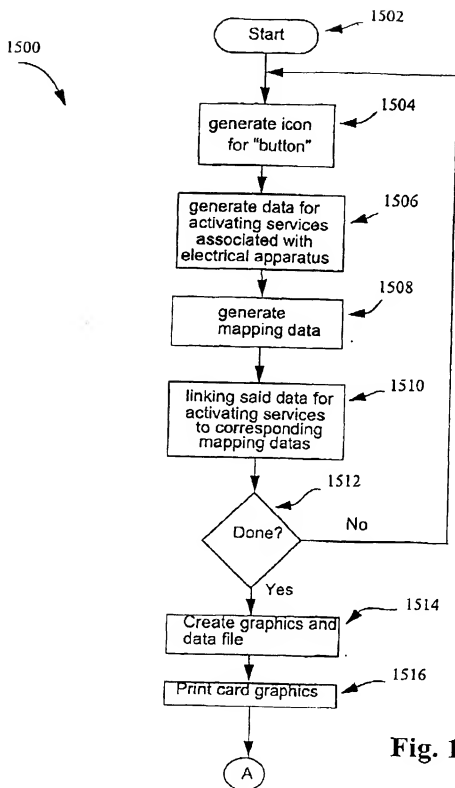 1500
Start
1502
generate icon
for "button"
1504
generate data for
activating services
associated with
electrical apparatus
1506
generate
mapping data
1508
linking said data for
activating services
to corresponding
mapping datas
1510
Done?
1512
No
Yes
Create graphics and
data file
1514
Print card graphics
1516
A
Fig. 1